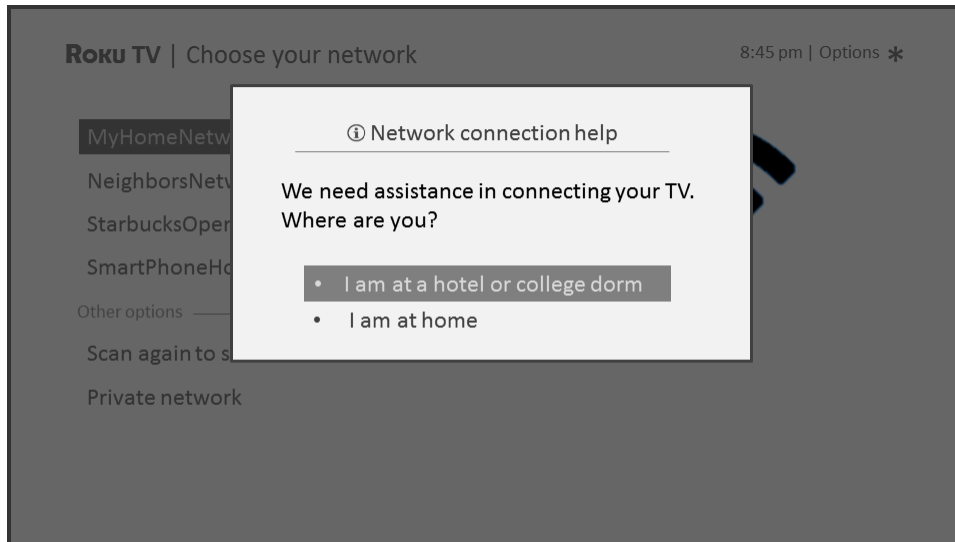 Roku TV | Choose your network
8:45 pm | Options ∗
ⓘ Network connection help
We need assistance in connecting your TV.
Where are you?
• I am at a hotel or college dorm
• I am at home
MyHomeNetw
NeighborsNetw
StarbucksOper
SmartPhoneHo
Other options
Scan again to s
Private network